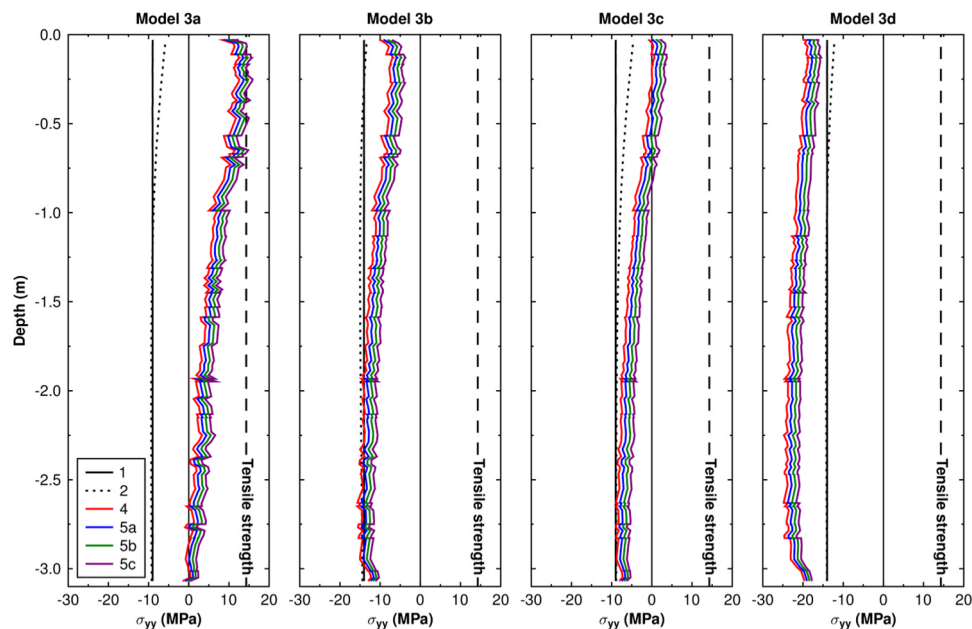 Model 3a Model 3b Model 3c Model 3d
0.0
-0.5
-1.0
-1.5
-2.0
-2.5
-3.0
Depth (m)
1
2
4
5a
5b
5c
Tensile strength Tensile strength Tensile strength Tensile strength
-30 -20 -10 0 10 20 -30 -20 -10 0 10 20 -30 -20 -10 0 10 20 -30 -20 -10 0 10 20
σyy (MPa) σyy (MPa) σyy (MPa) σyy (MPa)